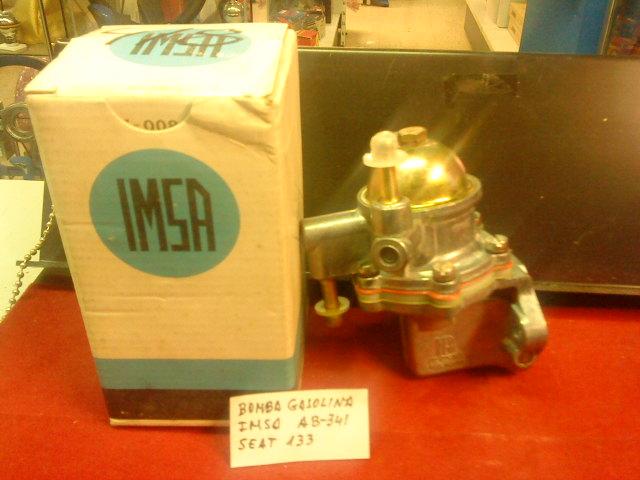 IMSA
IMSA
BOMBA GASOLINA
IMSA AB-341
SEAT 133